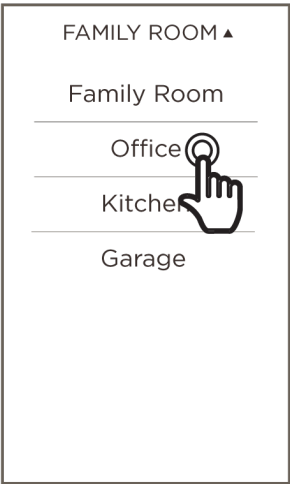 FAMILY ROOM ▲
Family Room
Office
Kitchen
Garage